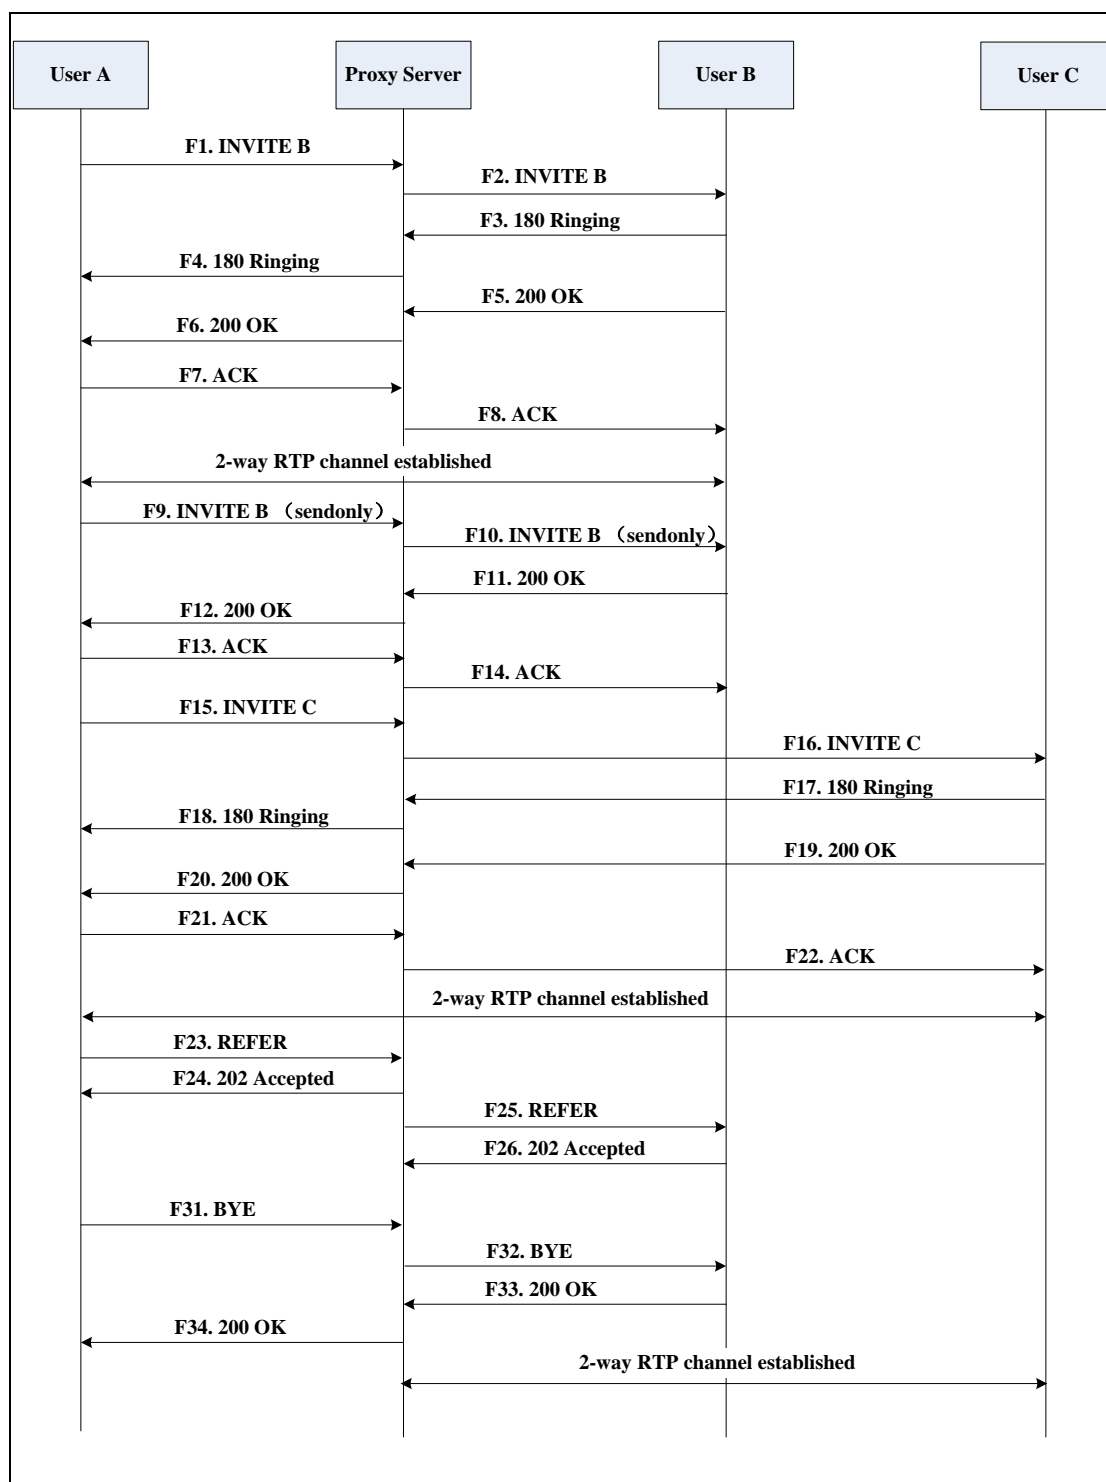 User A
Proxy Server
User B
User C
F1. INVITE B
F2. INVITE B
F3. 180 Ringing
F4. 180 Ringing
F5. 200 OK
F6. 200 OK
F7. ACK
F8. ACK
2-way RTP channel established
F9. INVITE B （sendonly）
F10. INVITE B （sendonly）
F11. 200 OK
F12. 200 OK
F13. ACK
F14. ACK
F15. INVITE C
F16. INVITE C
F17. 180 Ringing
F18. 180 Ringing
F19. 200 OK
F20. 200 OK
F21. ACK
F22. ACK
2-way RTP channel established
F23. REFER
F24. 202 Accepted
F25. REFER
F26. 202 Accepted
F31. BYE
F32. BYE
F33. 200 OK
F34. 200 OK
2-way RTP channel established